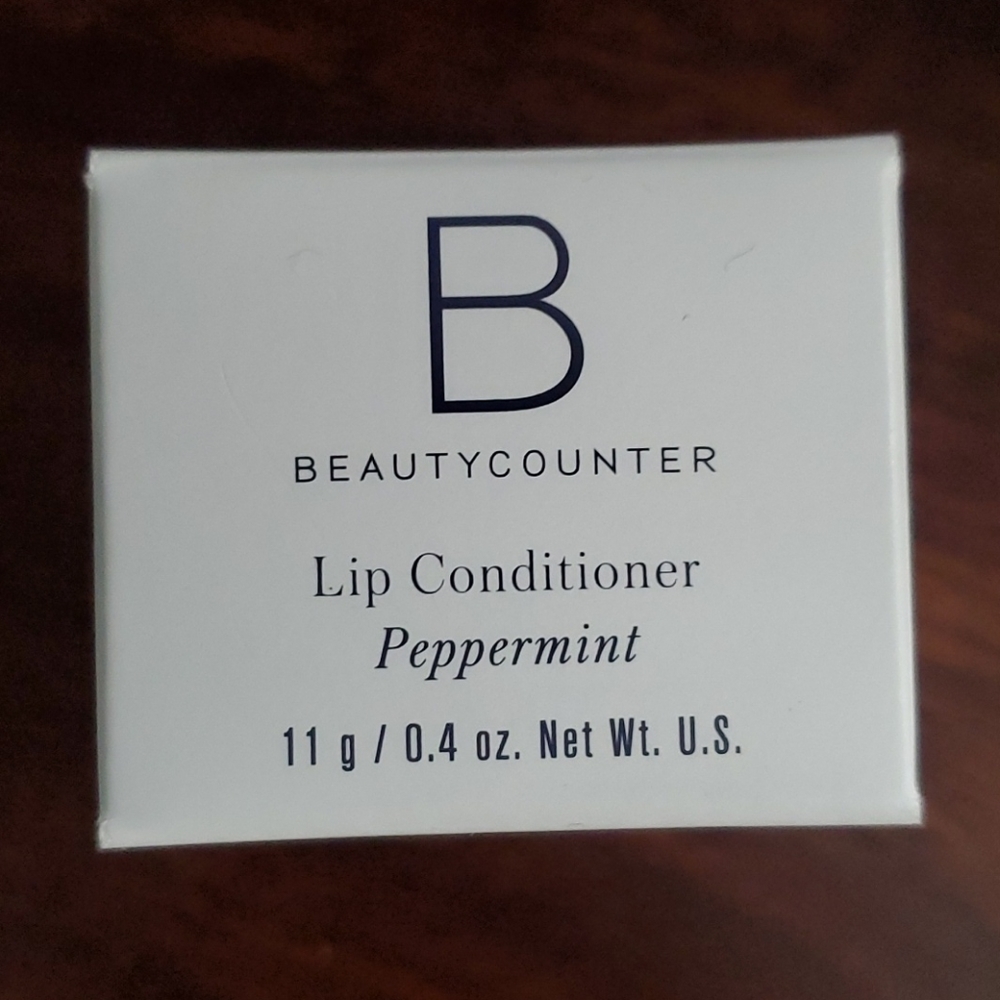 B
BEAUTYCOUNTER
Lip Conditioner
Peppermint
11 g / 0.4 oz. Net Wt. U.S.